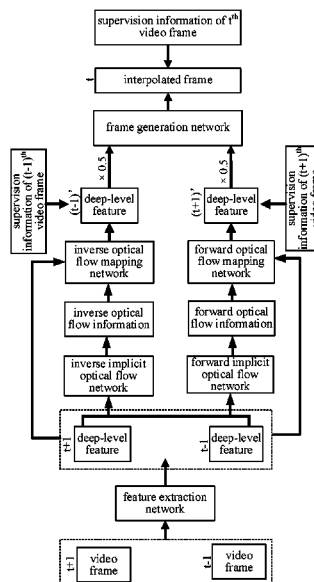 supervision information of tth
video frame
t
interpolated frame
frame generation network
supervision
information of (t-1)th
video frame
(t-1)'
× 0.5
deep-level
feature
(t+1)'
× 0.5
deep-level
feature
supervision
information of (t+1)th
video frame
inverse optical
flow mapping
network
forward optical
flow mapping
network
inverse optical
flow information
forward optical
flow information
inverse implicit
optical flow
network
forward implicit
optical flow
network
t+1
deep-level
feature
t-1
deep-level
feature
feature extraction
network
t+1
video
frame
t-1
video
frame